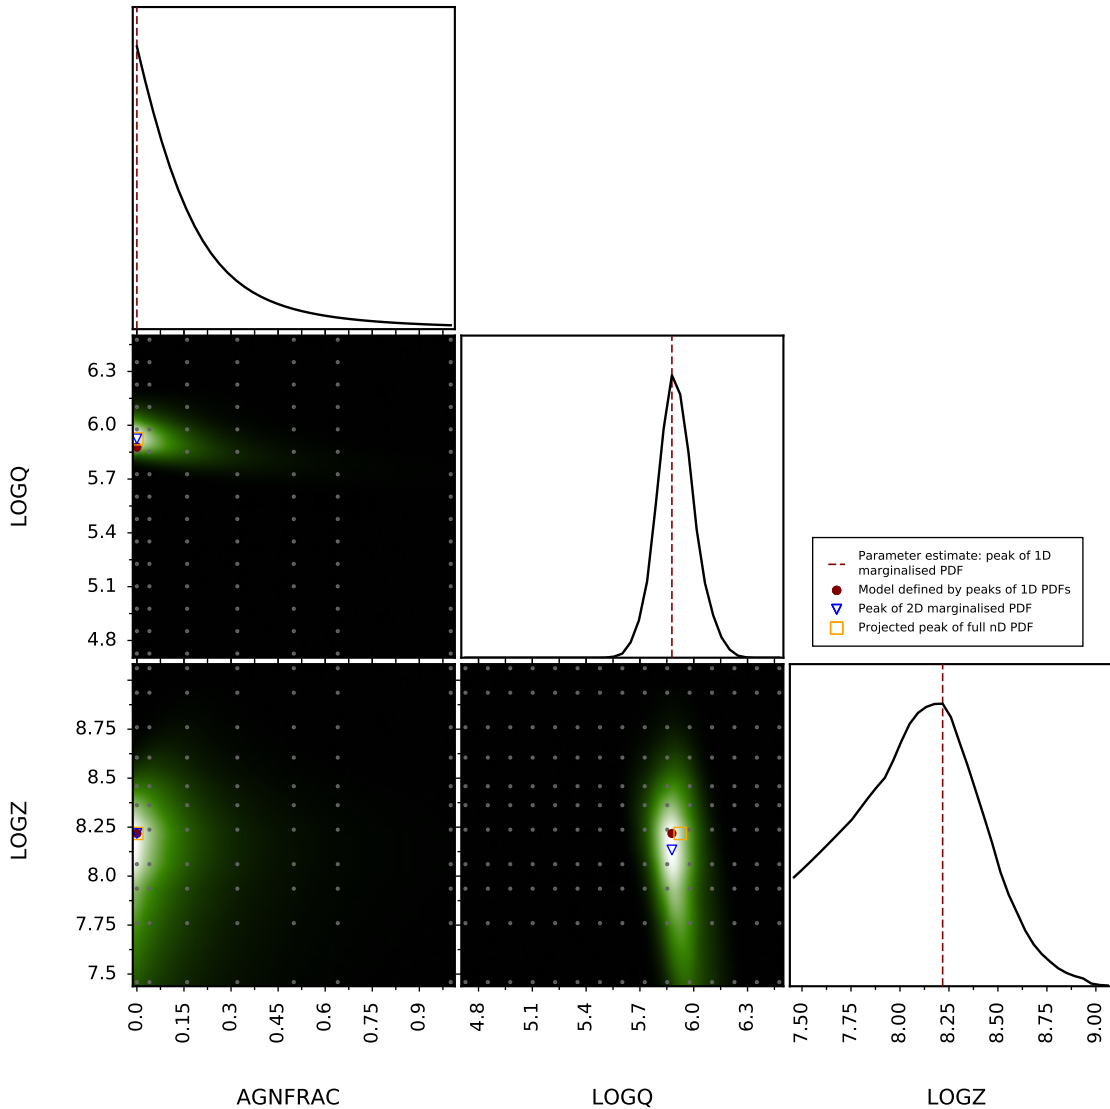 6.3
6.0
5.7
5.4
5.1
4.8
LOGQ
Parameter estimate: peak of 1D
marginalised PDF
Model defined by peaks of 1D PDFs
Peak of 2D marginalised PDF
Projected peak of full nD PDF
8.75
8.5
8.25
8.0
7.75
7.5
LOGZ
0.0 0.15 0.3 0.45 0.6 0.75 0.9
4.8 5.1 5.4 5.7 6.0 6.3
7.50 7.75 8.00 8.25 8.50 8.75 9.00
AGNFRAC LOGQ LOGZ